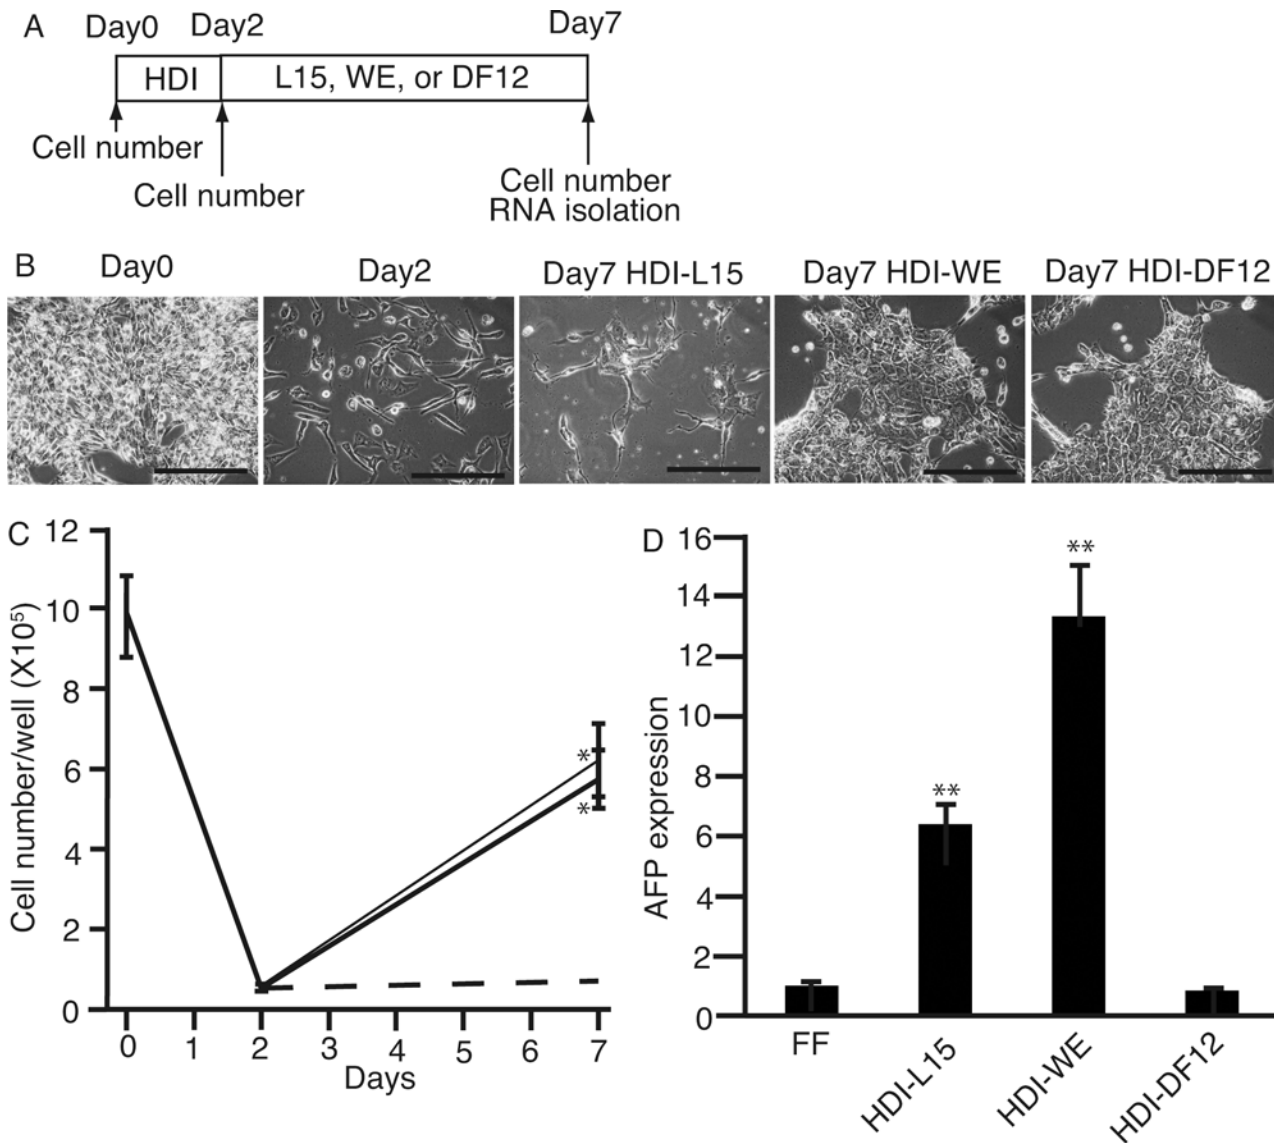 A
Day0 Day2 Day7
HDI L15, WE, or DF12
Cell number
Cell number
Cell number
RNA isolation
B Day0 Day2 Day7 HDI-L15 Day7 HDI-WE Day7 HDI-DF12
C
Cell number/well (X10⁵)
12
10
8
6
4
2
0
*
*
0 1 2 3 4 5 6 7
Days
D
AFP expression
16
14
12
10
8
6
4
2
0
**
**
FF HDI-L15 HDI-WE HDI-DF12